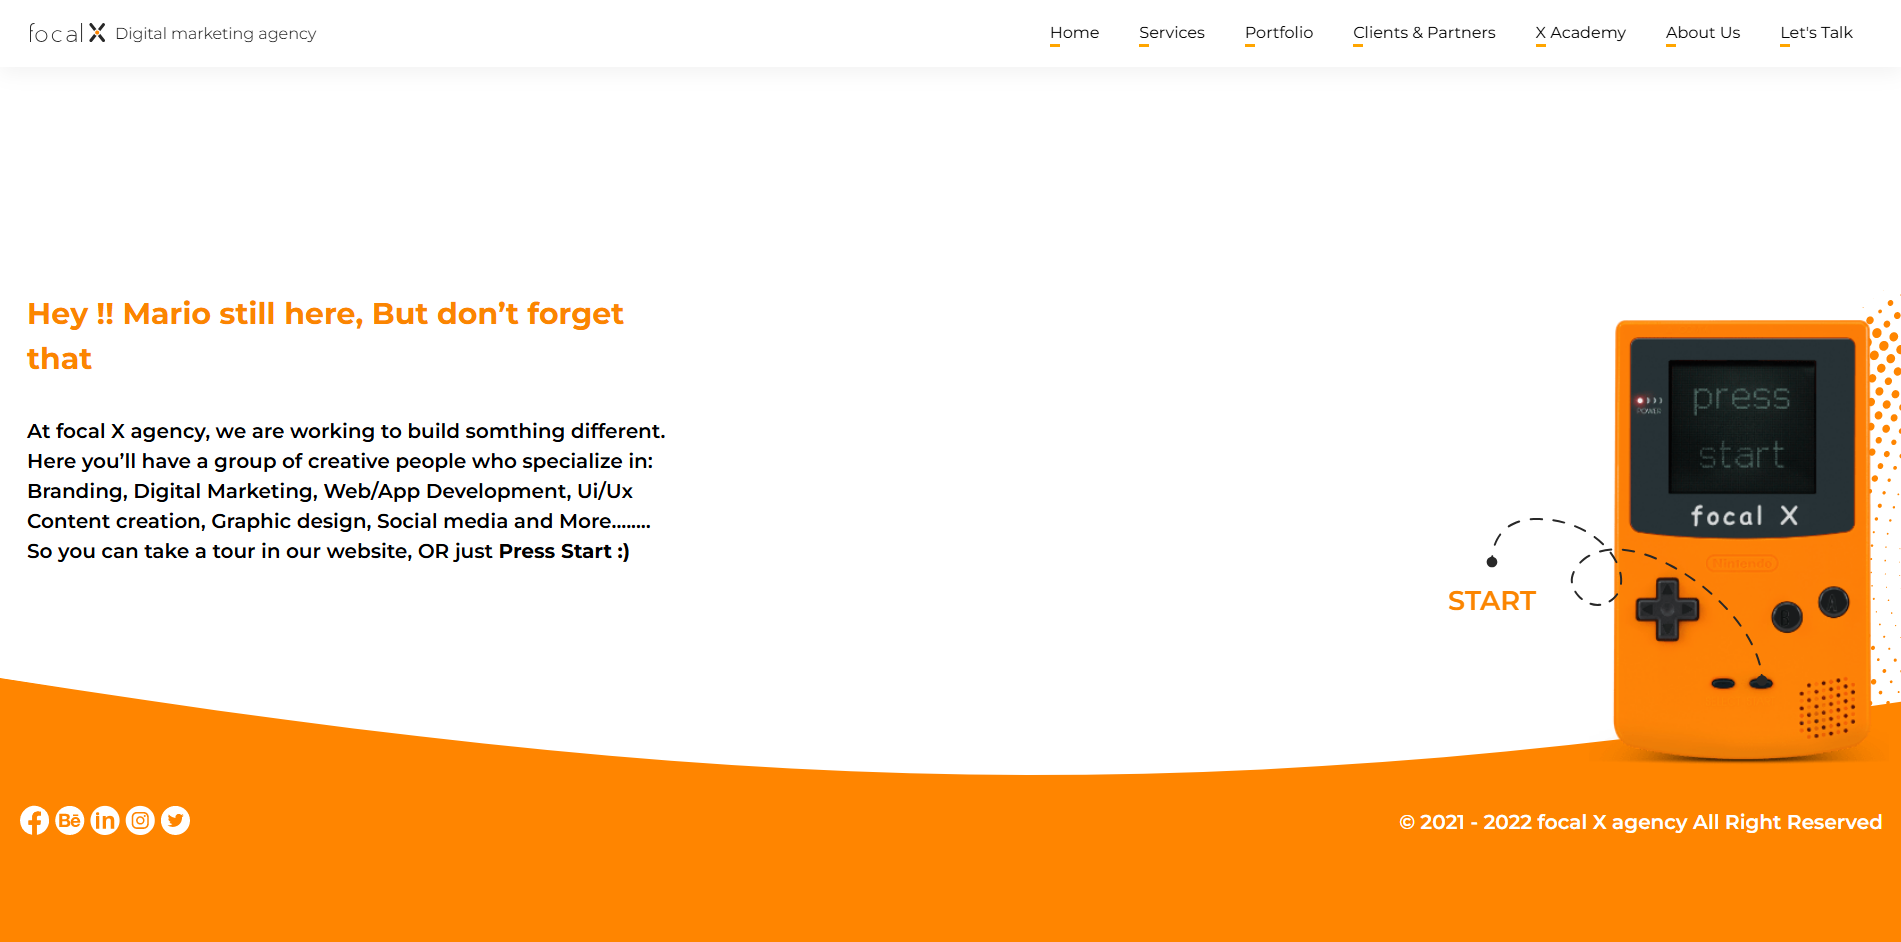 focal X Digital marketing agency
Home Services Portfolio Clients & Partners X Academy About Us Let's Talk
Hey !! Mario still here, But don’t forget
that
At focal X agency, we are working to build somthing different.
Here you’ll have a group of creative people who specialize in:
Branding, Digital Marketing, Web/App Development, Ui/Ux
Content creation, Graphic design, Social media and More........
So you can take a tour in our website, OR just Press Start :)
press
start
POWER
focal X
Nintendo
START
B A
© 2021 - 2022 focal X agency All Right Reserved